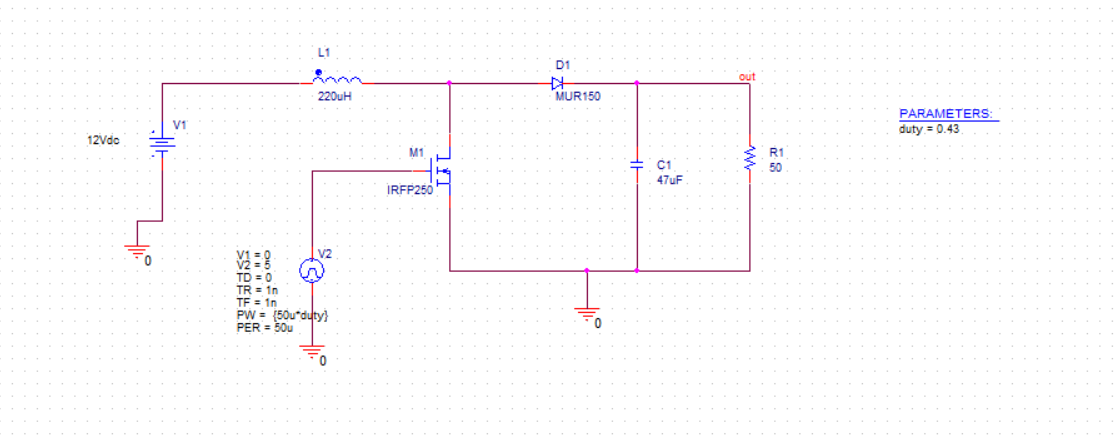 L1
220uH
D1
MUR150
out
PARAMETERS:
duty = 0.43
12Vdc
V1
M1
IRFP250
C1
47uF
R1
50
0
V1 = 0
V2 = 5
TD = 0
TR = 1n
TF = 1n
PW = {50u*duty}
PER = 50u
V2
0
0